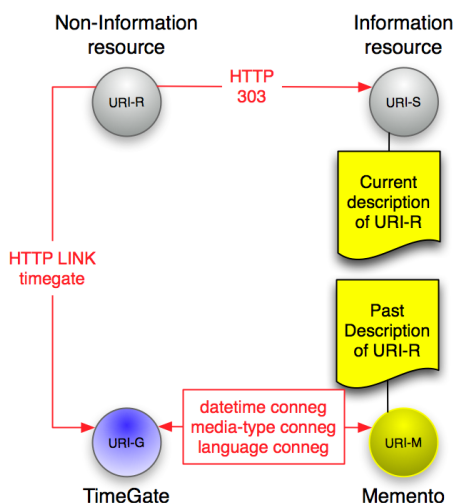 Non-Information
resource
Information
resource
URI-R
HTTP
303
URI-S
Current
description
of URI-R
HTTP LINK
timegate
Past
Description
of URI-R
datetime conneg
media-type conneg
language conneg
URI-G
URI-M
TimeGate
Memento